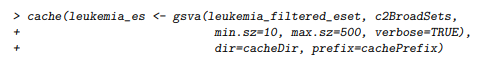 > cache(leukemia_es <- gsva(leukemia_filtered_eset, c2BroadSets,
+                           min.sz=10, max.sz=500, verbose=TRUE),
+                           dir=cacheDir, prefix=cachePrefix)